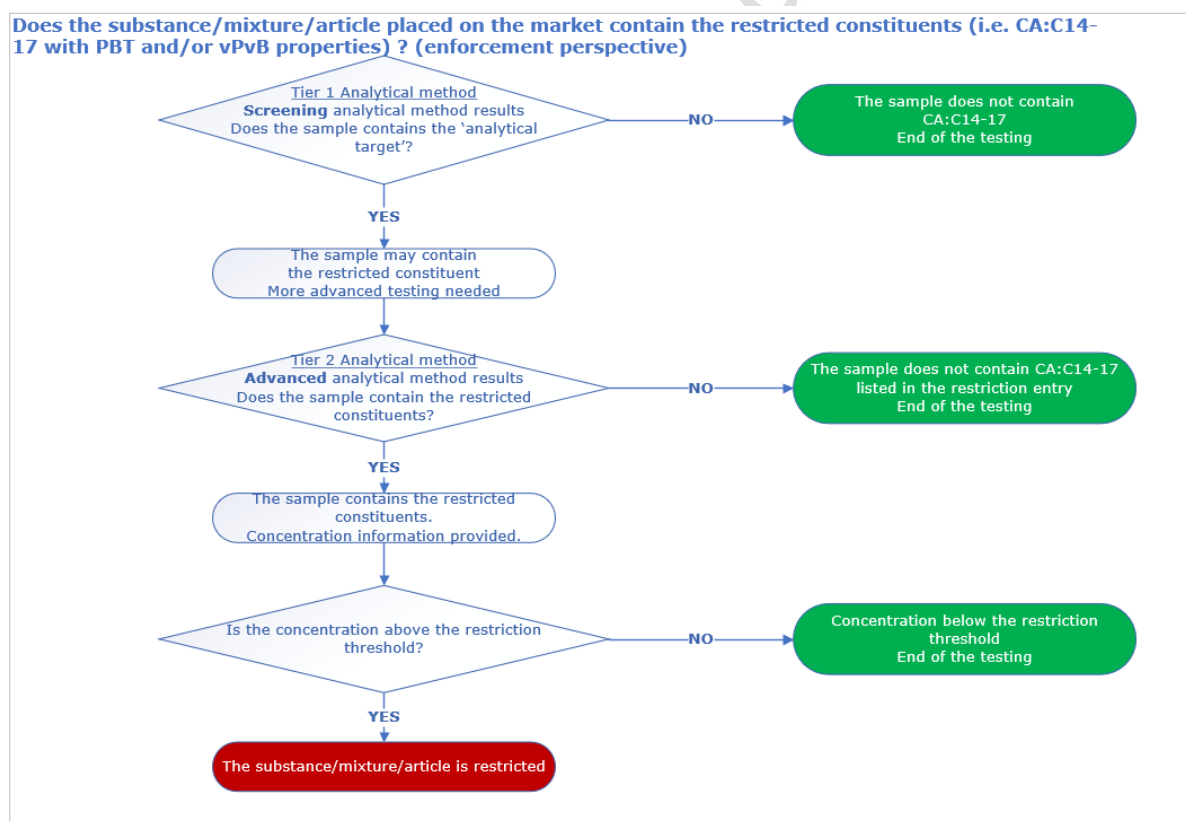 Does the substance/mixture/article placed on the market contain the restricted constituents (i.e. CA:C14-
17 with PBT and/or vPvB properties) ? (enforcement perspective)
Tier 1 Analytical method
Screening analytical method results
Does the sample contains the ‘analytical
target’?
NO
The sample does not contain
CA:C14-17
End of the testing
YES
The sample may contain
the restricted constituent
More advanced testing needed
Tier 2 Analytical method
Advanced analytical method results
Does the sample contain the restricted
constituents?
NO
The sample does not contain CA:C14-17
listed in the restriction entry
End of the testing
YES
The sample contains the restricted
constituents.
Concentration information provided.
Is the concentration above the restriction
threshold?
NO
Concentration below the restriction
threshold
End of the testing
YES
The substance/mixture/article is restricted